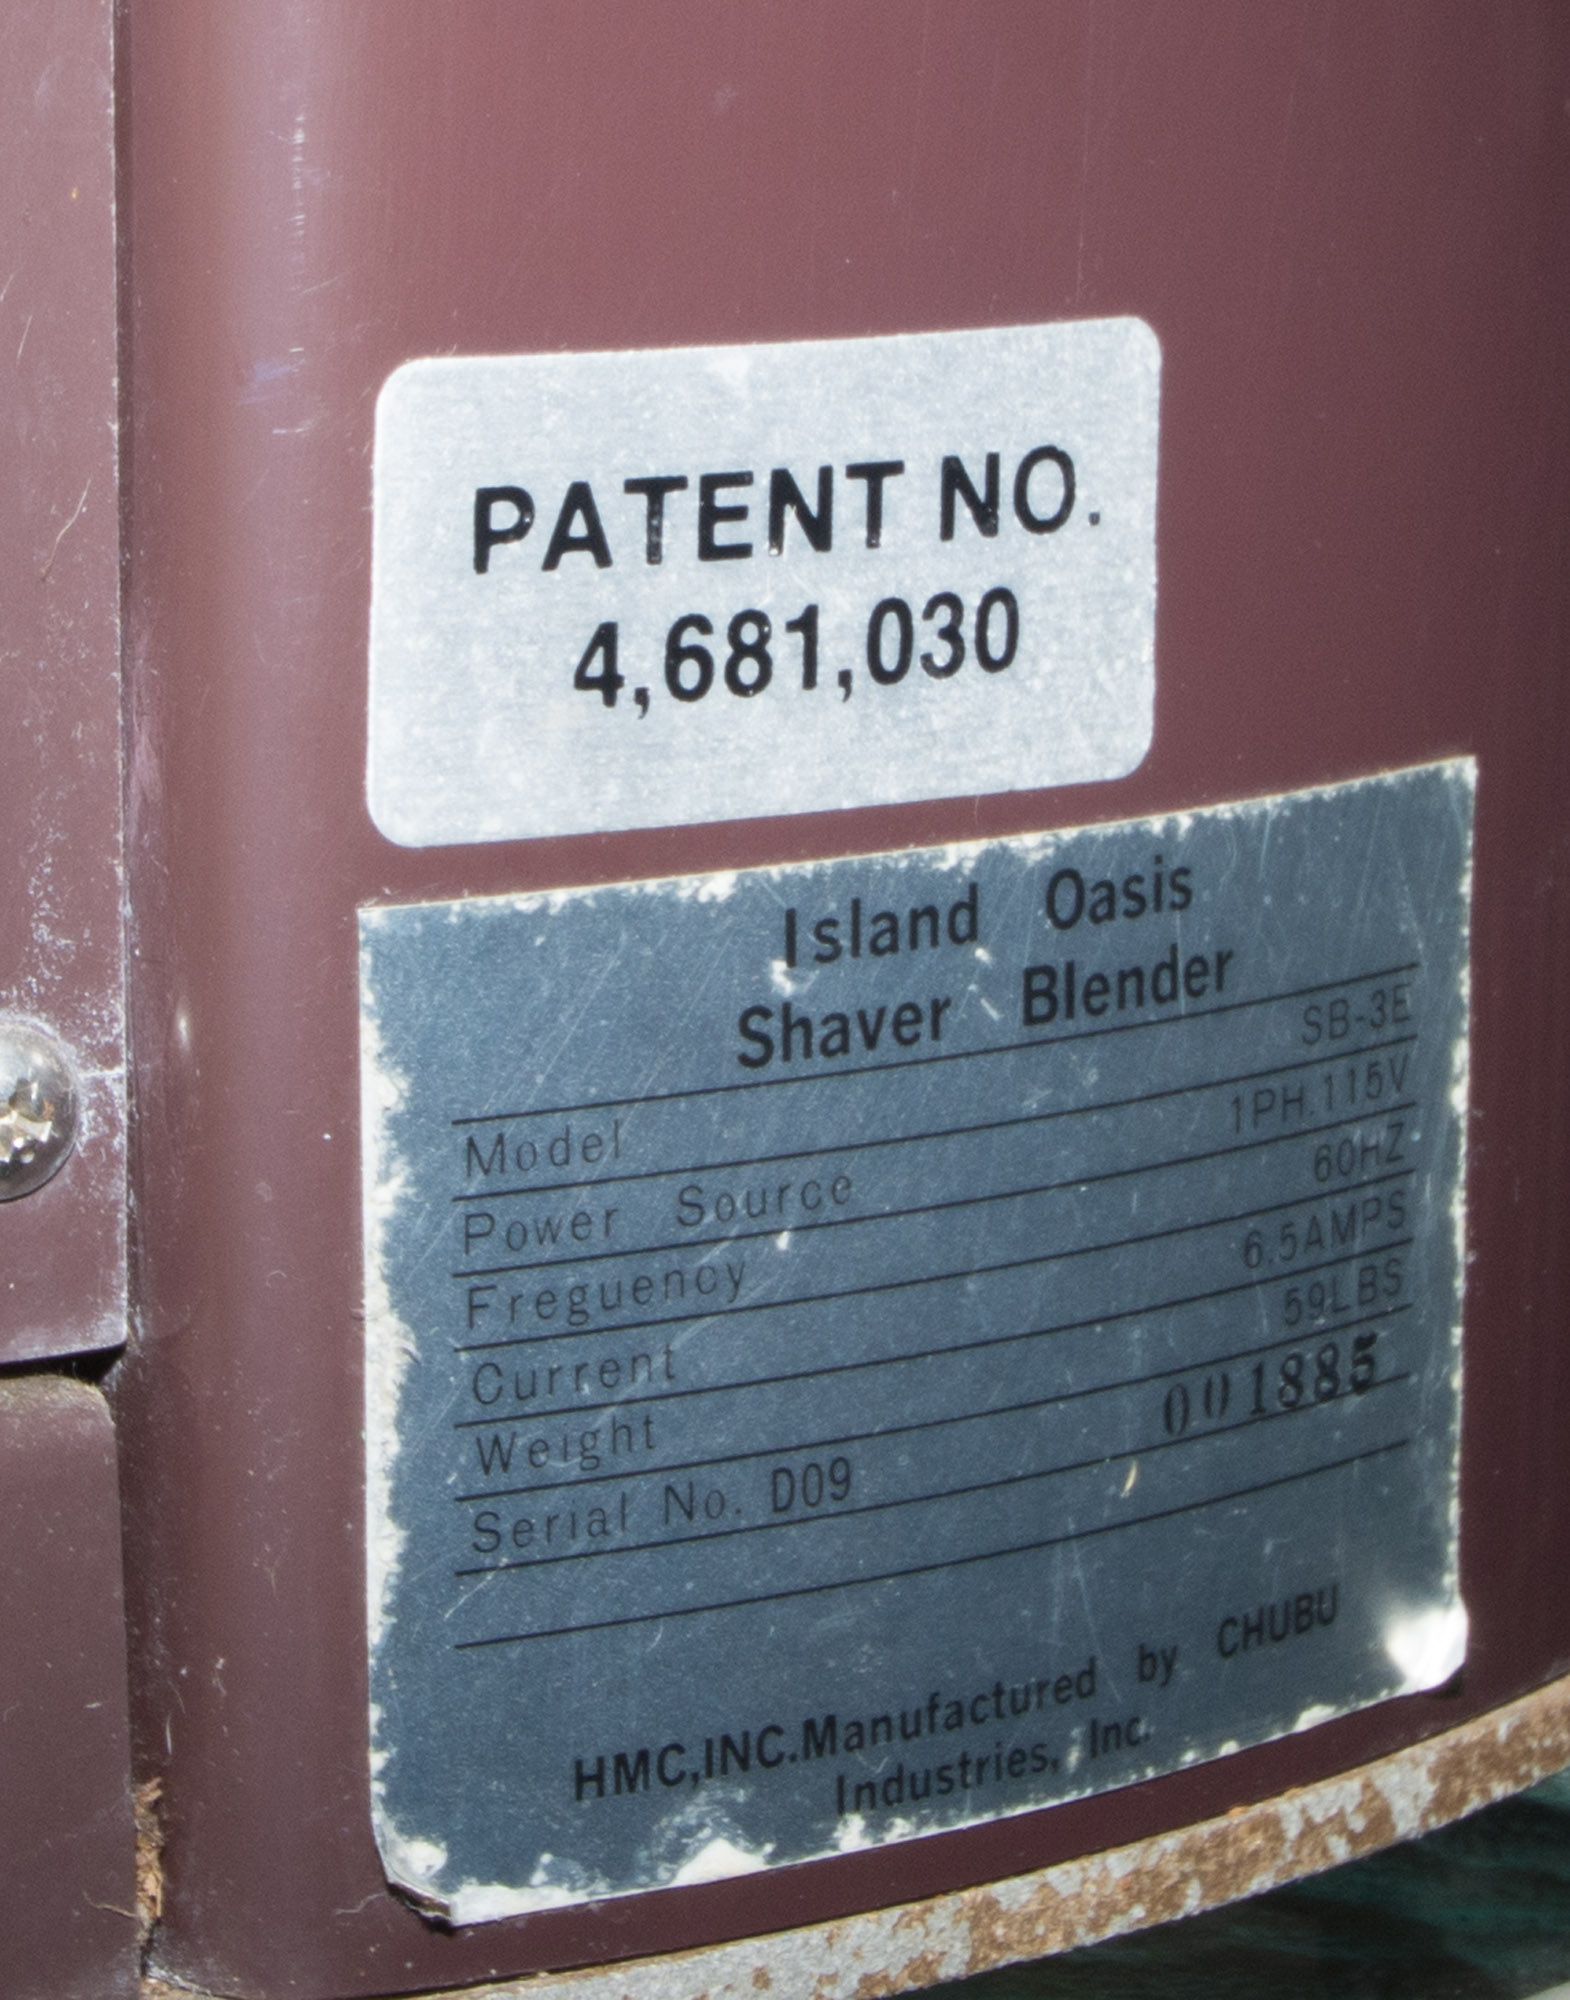 PATENT NO.
4,681,030
Island Oasis
Shaver Blender
Model SB-3E
Power Source 1PH.115V
Freguency 60HZ
Current 6.5AMPS
Weight 59LBS
Serial No. D09 001885
HMC,INC.Manufactured by CHUBU
Industries, Inc.